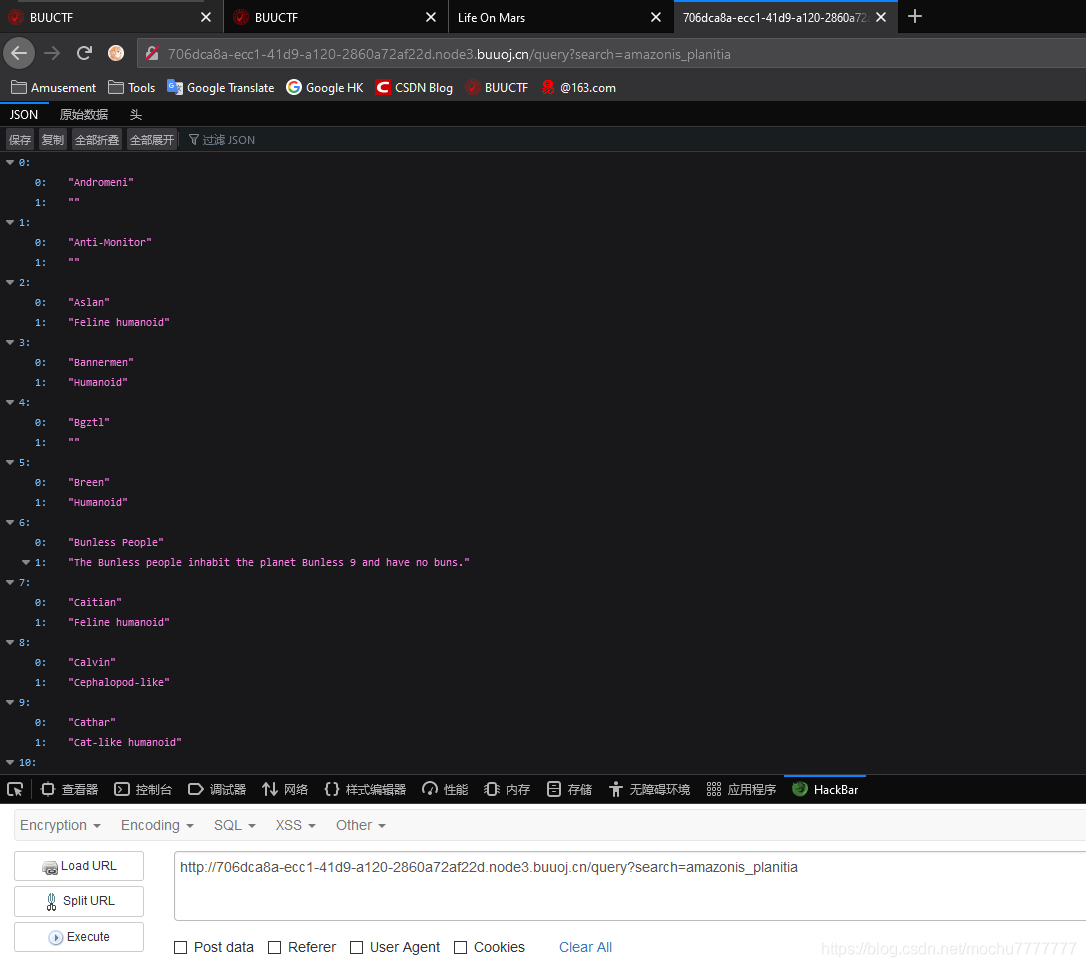 BUUCTF BUUCTF Life On Mars 706dca8a-ecc1-41d9-a120-2860a72
706dca8a-ecc1-41d9-a120-2860a72af22d.node3.buuoj.cn/query?search=amazonis_planitia
Amusement Tools Google Translate Google HK CSDN Blog BUUCTF @163.com
JSON 原始数据 头
保存 复制 全部折叠 全部展开 过滤 JSON
0:
0: "Andromeni"
1: ""
1:
0: "Anti-Monitor"
1: ""
2:
0: "Aslan"
1: "Feline humanoid"
3:
0: "Bannermen"
1: "Humanoid"
4:
0: "Bgztl"
1: ""
5:
0: "Breen"
1: "Humanoid"
6:
0: "Bunless People"
1: "The Bunless people inhabit the planet Bunless 9 and have no buns."
7:
0: "Caitian"
1: "Feline humanoid"
8:
0: "Calvin"
1: "Cephalopod-like"
9:
0: "Cathar"
1: "Cat-like humanoid"
10:
查看器 控制台 调试器 网络 样式编辑器 性能 内存 存储 无障碍环境 应用程序 HackBar
Encryption Encoding SQL XSS Other
Load URL http://706dca8a-ecc1-41d9-a120-2860a72af22d.node3.buuoj.cn/query?search=amazonis_planitia
Split URL
Execute
Post data Referer User Agent Cookies Clear All
https://blog.csdn.net/mochu7777777